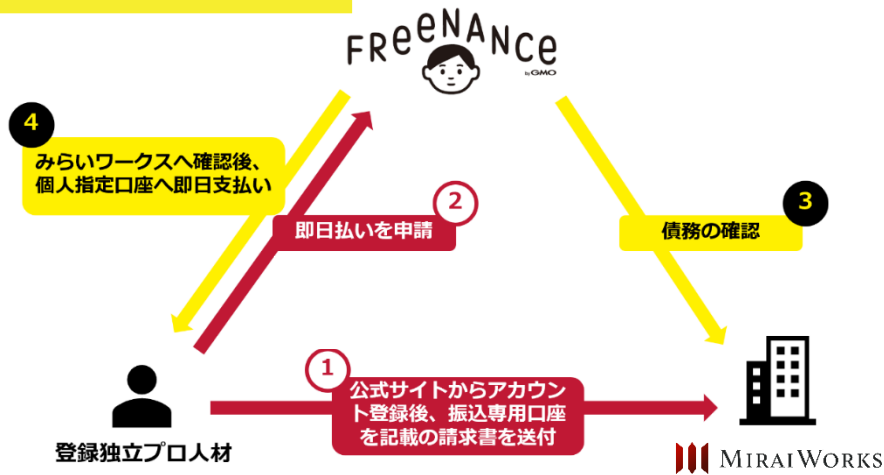 FReeNANCe
by GMO
4
みらいワークスへ確認後、
個人指定口座へ即日支払い
2
即日払いを申請
3
債務の確認
1
公式サイトからアカウン
ト登録後、振込専用口座
を記載の請求書を送付
登録独立プロ人材
MIRAIWORKS